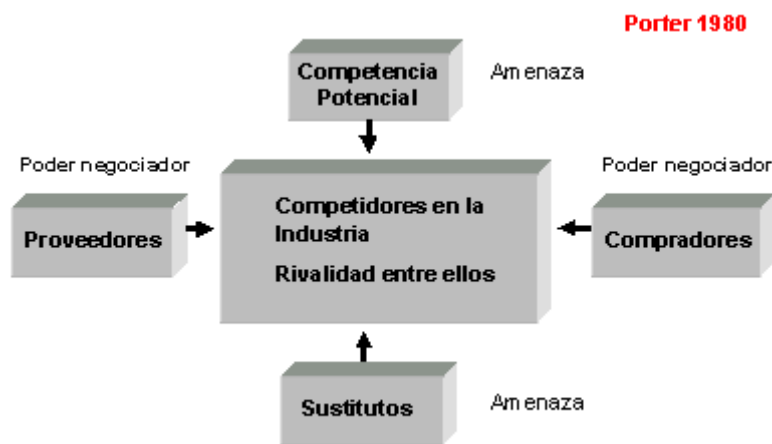 Porter 1980
Competencia
Potencial
Amenaza
Poder negociador
Poder negociador
Proveedores
Competidores en la
Industria
Rivalidad entre ellos
Compradores
Sustitutos
Amenaza